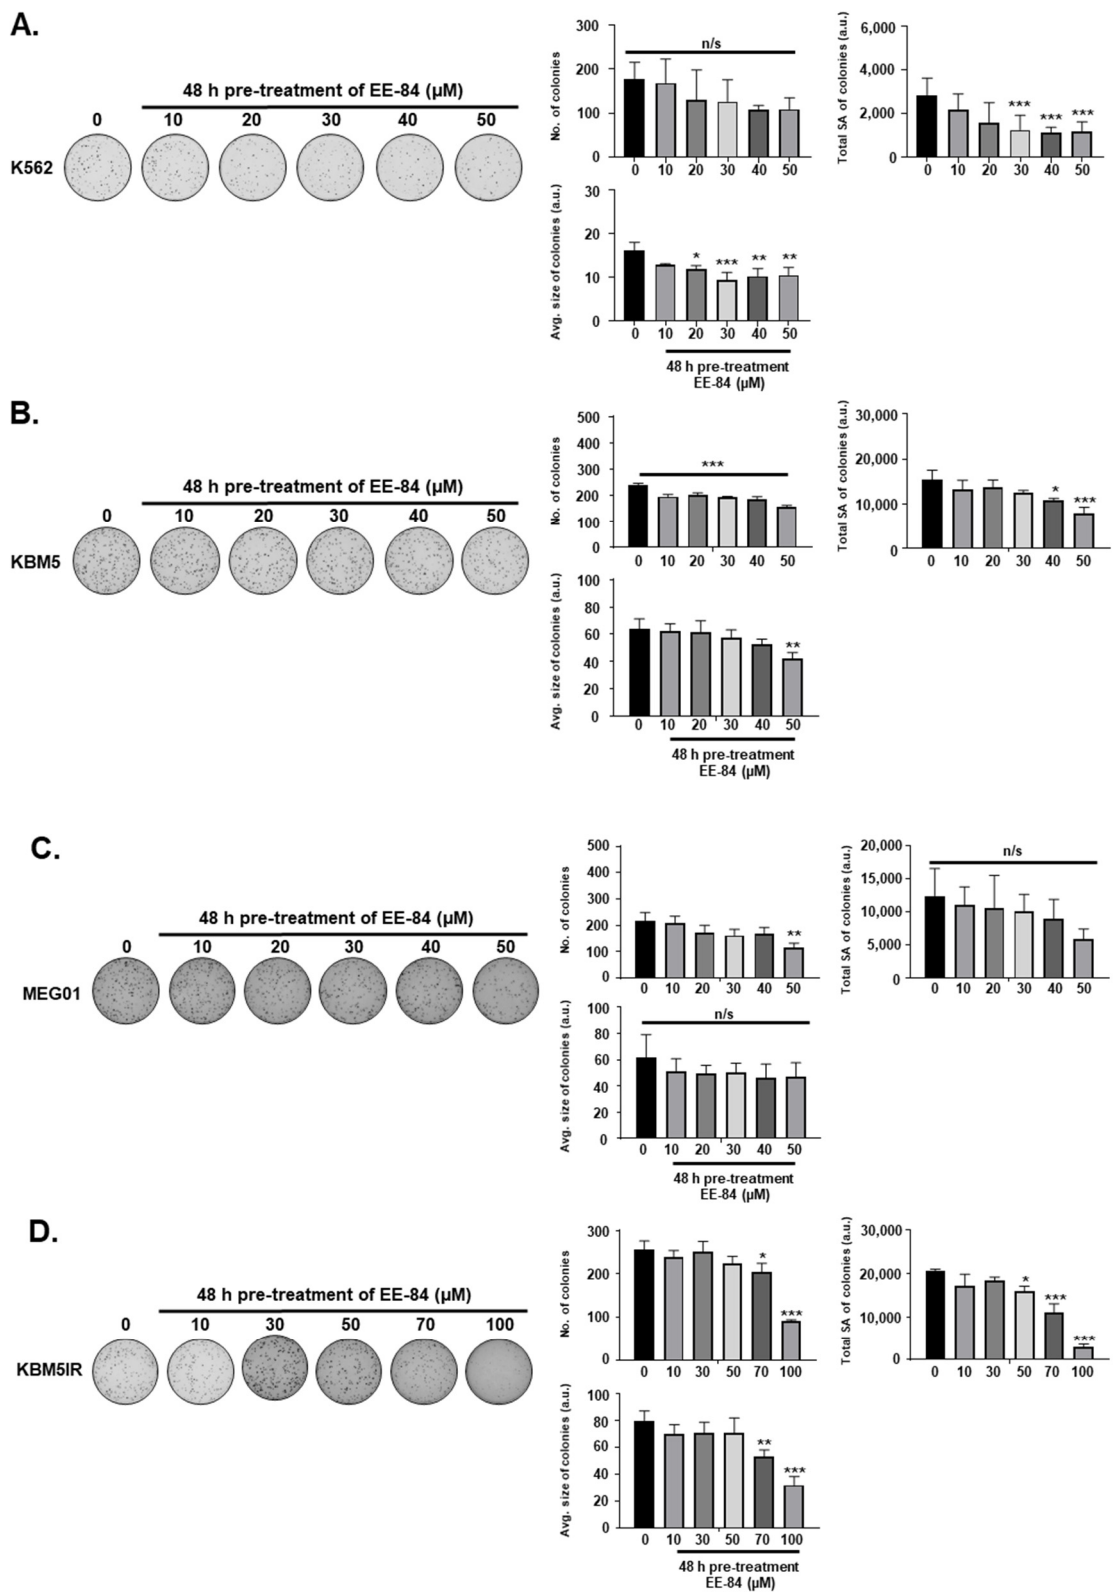 A.
48 h pre-treatment of EE-84 (µM)
0 10 20 30 40 50
K562
No. of colonies
300
200
100
0
n/s
0 10 20 30 40 50
Total SA of colonies (a.u.)
6,000
4,000
2,000
0
*** *** ***
0 10 20 30 40 50
Avg. size of colonies (a.u.)
30
20
10
0
* *** ** **
0 10 20 30 40 50
48 h pre-treatment
EE-84 (µM)
B.
48 h pre-treatment of EE-84 (µM)
0 10 20 30 40 50
KBM5
No. of colonies
500
400
300
200
100
0
***
0 10 20 30 40 50
Total SA of colonies (a.u.)
30,000
20,000
10,000
0
* ***
0 10 20 30 40 50
Avg. size of colonies (a.u.)
100
80
60
40
20
0
**
0 10 20 30 40 50
48 h pre-treatment
EE-84 (µM)
C.
48 h pre-treatment of EE-84 (µM)
0 10 20 30 40 50
MEG01
No. of colonies
500
400
300
200
100
0
**
0 10 20 30 40 50
Total SA of colonies (a.u.)
20,000
15,000
10,000
5,000
0
n/s
0 10 20 30 40 50
Avg. size of colonies (a.u.)
100
80
60
40
20
0
n/s
0 10 20 30 40 50
48 h pre-treatment
EE-84 (µM)
D.
48 h pre-treatment of EE-84 (µM)
0 10 30 50 70 100
KBM5IR
No. of colonies
300
200
100
0
* ***
0 10 30 50 70 100
Total SA of colonies (a.u.)
30,000
20,000
10,000
0
* *** ***
0 10 30 50 70 100
Avg. size of colonies (a.u.)
100
80
60
40
20
0
** ***
0 10 30 50 70 100
48 h pre-treatment
EE-84 (µM)